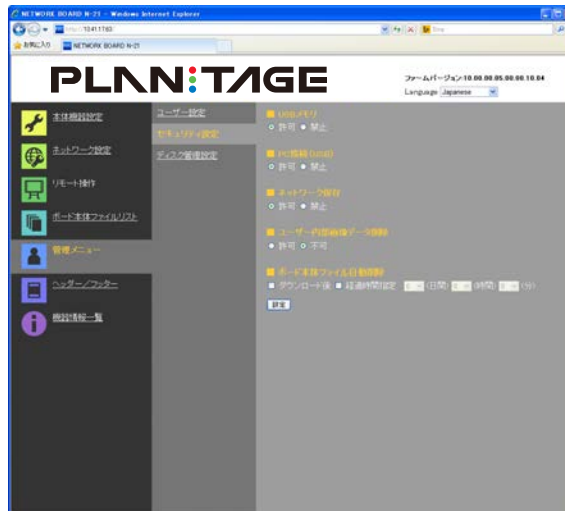 NETWORK BOARD N-21 - Windows Internet Explorer
Bing
お気に入り
NETWORK BOARD N-21
PLANTAGE
ファームバージョン:10.00.00.05.00.00.10.04
Language Japanese
本体機器設定
ネットワーク設定
リモート操作
ボード本体ファイルリスト
管理メニュー
ヘッダー/フッター
機器情報一覧
ユーザー設定
セキュリティ設定
ディスク管理設定
USBメモリ
許可 禁止
PC接続(USB)
許可 禁止
ネットワーク保存
許可 禁止
ユーザー内部画像データ削除
許可 不可
ボード本体ファイル自動削除
ダウンロード後 経過時間指定 (日間) (時間) (分)
設定